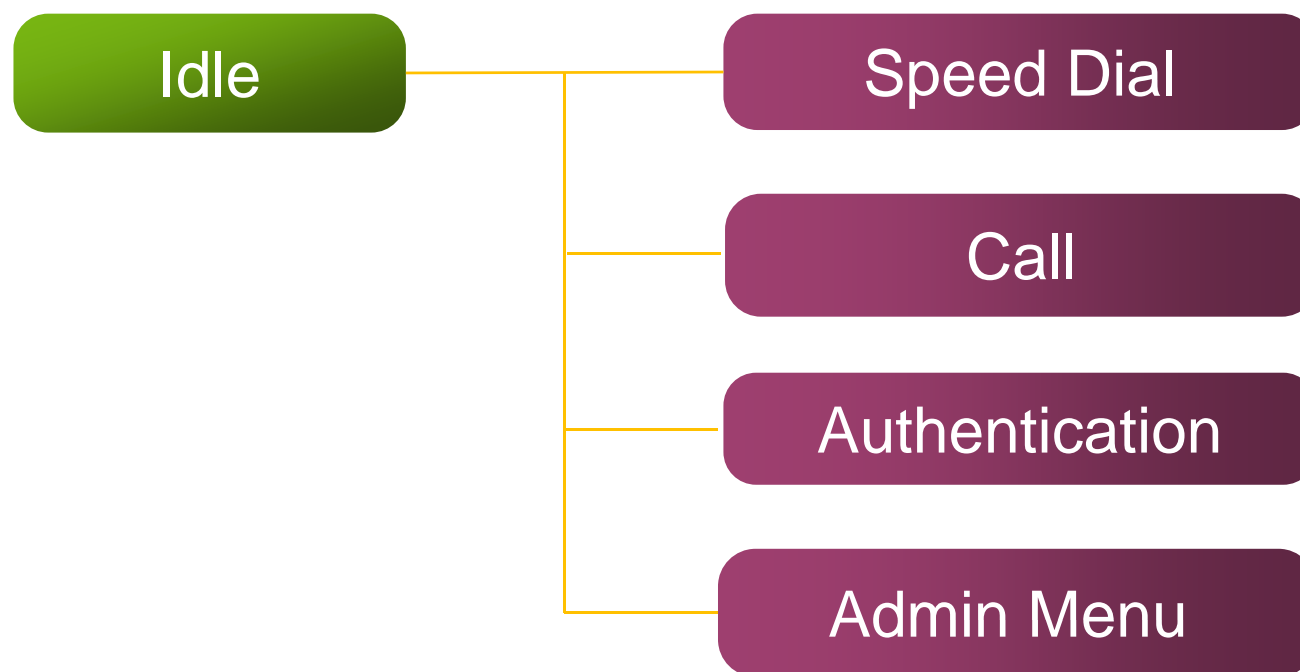 Idle
Speed Dial
Call
Authentication
Admin Menu